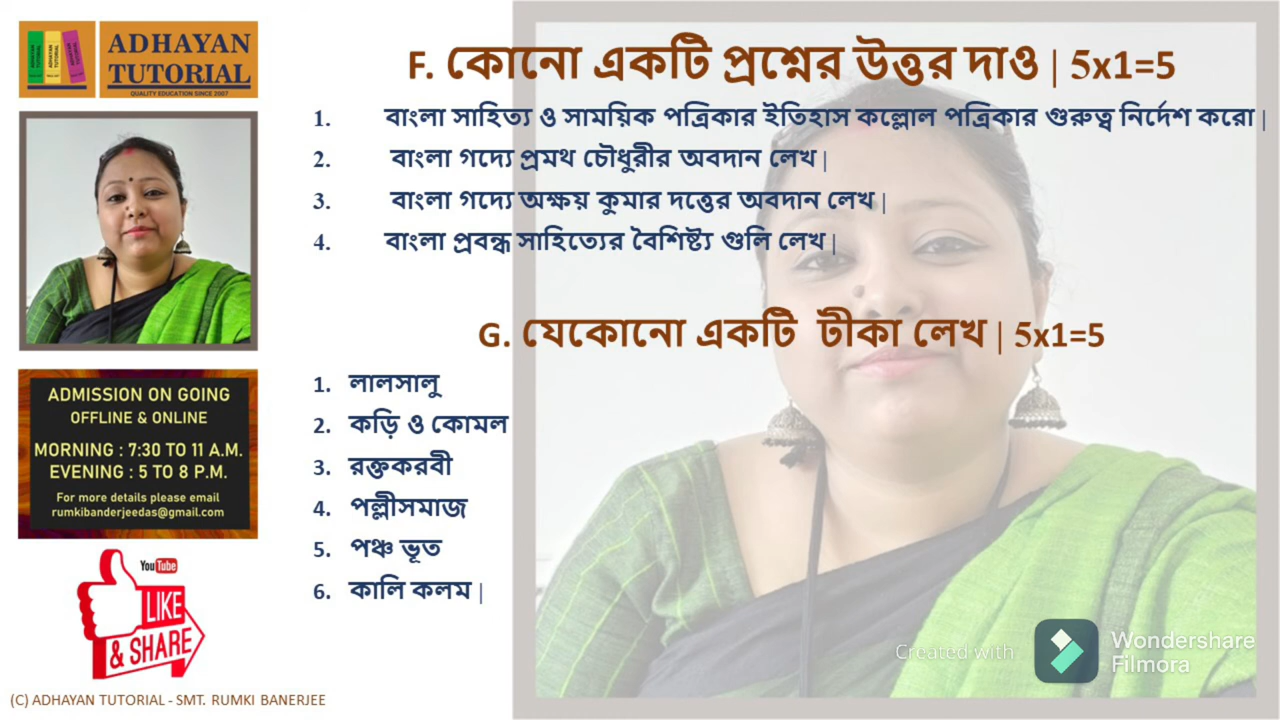 ADHAYAN
TUTORIAL
QUALITY EDUCATION SINCE 2007
F. কোনো একটি প্রশ্নের উত্তর দাও | 5x1=5
1. বাংলা সাহিত্য ও সাময়িক পত্রিকার ইতিহাস কল্লোল পত্রিকার গুরুত্ব নির্দেশ করো |
2. বাংলা গদ্যে প্রমথ চৌধুরীর অবদান লেখ |
3. বাংলা গদ্যে অক্ষয় কুমার দত্তের অবদান লেখ |
4. বাংলা প্রবন্ধ সাহিত্যের বৈশিষ্ট্য গুলি লেখ |
G. যেকোনো একটি টীকা লেখ | 5x1=5
1. লালসালু
2. কড়ি ও কোমল
3. রক্তকরবী
4. পল্লীসমাজ
5. পঞ্চ ভূত
6. কালি কলম |
ADMISSION ON GOING
OFFLINE & ONLINE
MORNING : 7:30 TO 11 A.M.
EVENING : 5 TO 8 P.M.
For more details please email
rumkibanderjeedas@gmail.com
YouTube
LIKE
& SHARE
Created with
Wondershare
Filmora
(C) ADHAYAN TUTORIAL - SMT. RUMKI BANERJEE